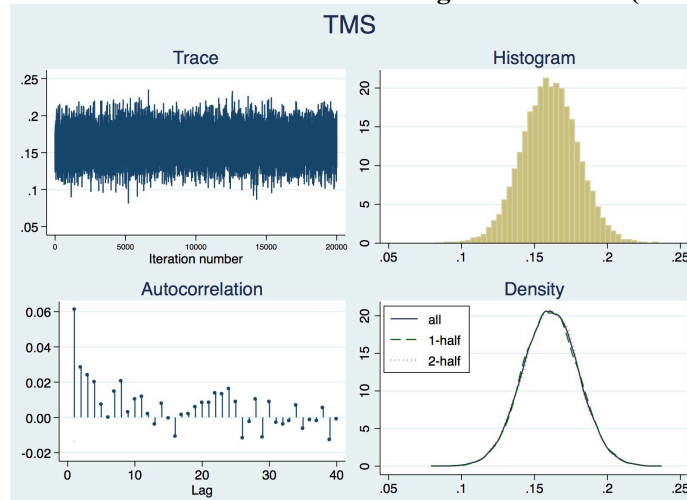 TMS
Trace
.25
.2
.15
.1
.05
0 5000 10000 15000 20000
Iteration number
Histogram
20
15
10
5
0
.05 .1 .15 .2 .25
Autocorrelation
0.06
0.04
0.02
0.00
-0.02
0 10 20 30 40
Lag
Density
all
1-half
2-half
20
15
10
5
0
.05 .1 .15 .2 .25